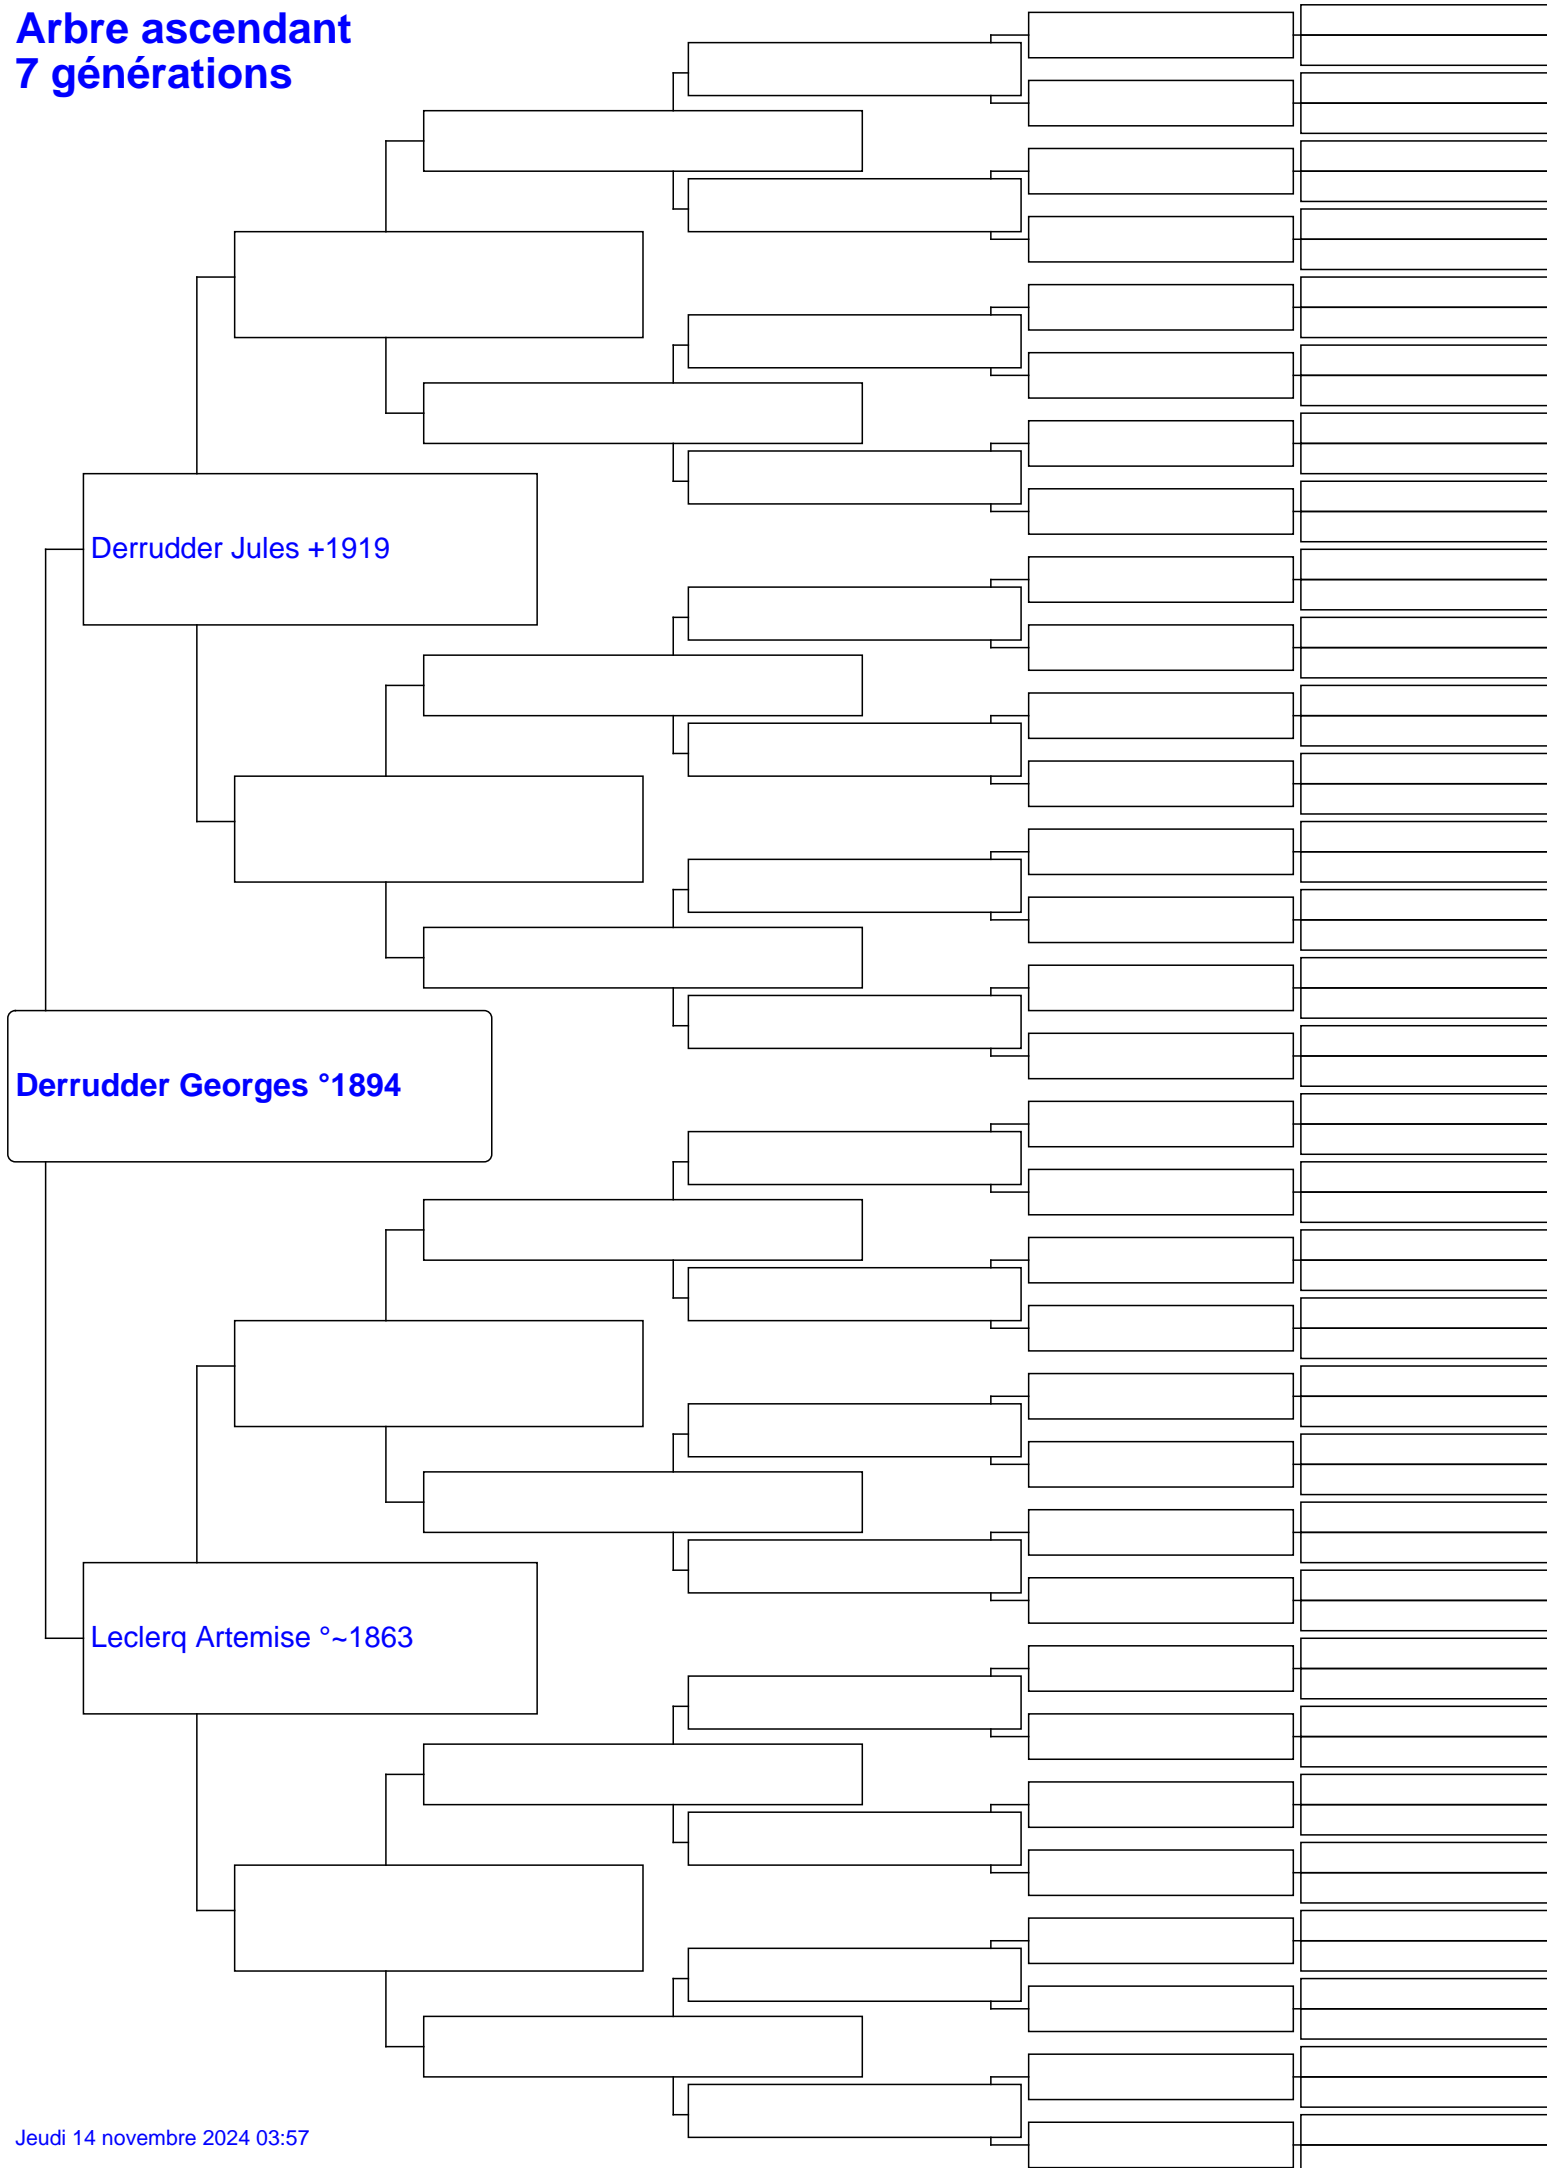 Arbre ascendant
7 générations
Derrudder Jules +1919
Derrudder Georges °1894
Leclerq Artemise °~1863
Jeudi 14 novembre 2024 03:57